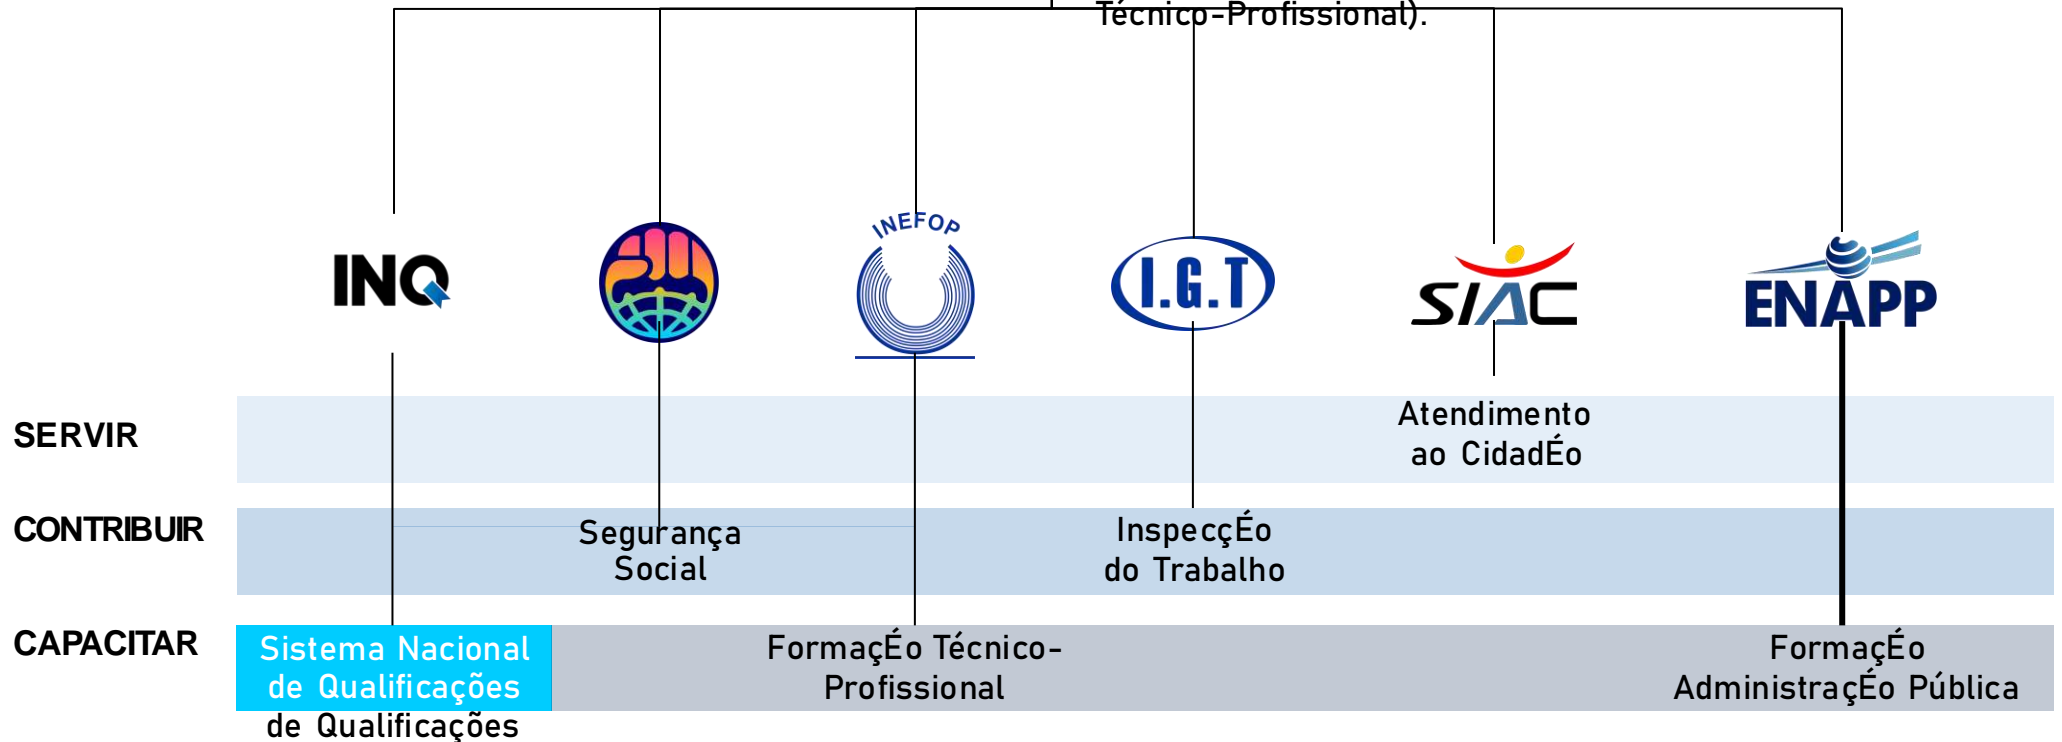 Técnico-Profissional).
INQ
INEFOP
I.G.T
SIAC
ENAPP
SERVIR
Atendimento
ao CidadÉo
CONTRIBUIR
Segurança
Social
InspecçÉo
do Trabalho
CAPACITAR
Sistema Nacional
de Qualificações
de Qualificações
FormaçÉo Técnico-
Profissional
FormaçÉo
AdministraçÉo Pública